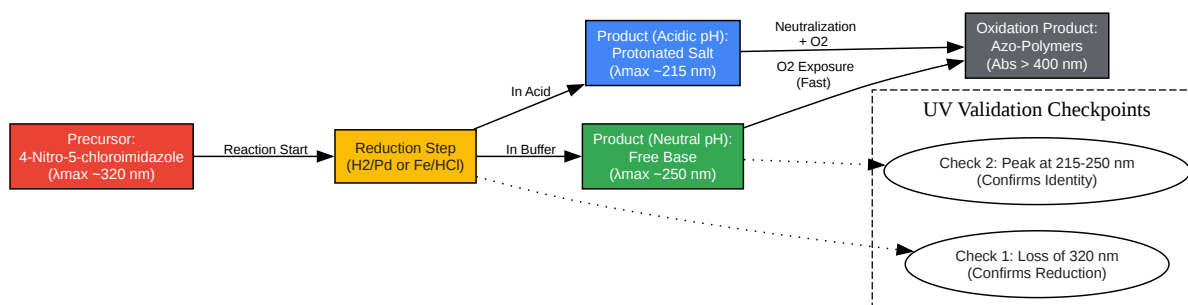 Precursor:
4-Nitro-5-chloroimidazole
(λmax ~320 nm)
Reaction Start
Reduction Step
(H2/Pd or Fe/HCl)
In Acid
In Buffer
Product (Acidic pH):
Protonated Salt
(λmax ~215 nm)
Product (Neutral pH):
Free Base
(λmax ~250 nm)
Neutralization
+ O2
O2 Exposure
(Fast)
Oxidation Product:
Azo-Polymers
(Abs > 400 nm)
UV Validation Checkpoints
Check 2: Peak at 215-250 nm
(Confirms Identity)
Check 1: Loss of 320 nm
(Confirms Reduction)